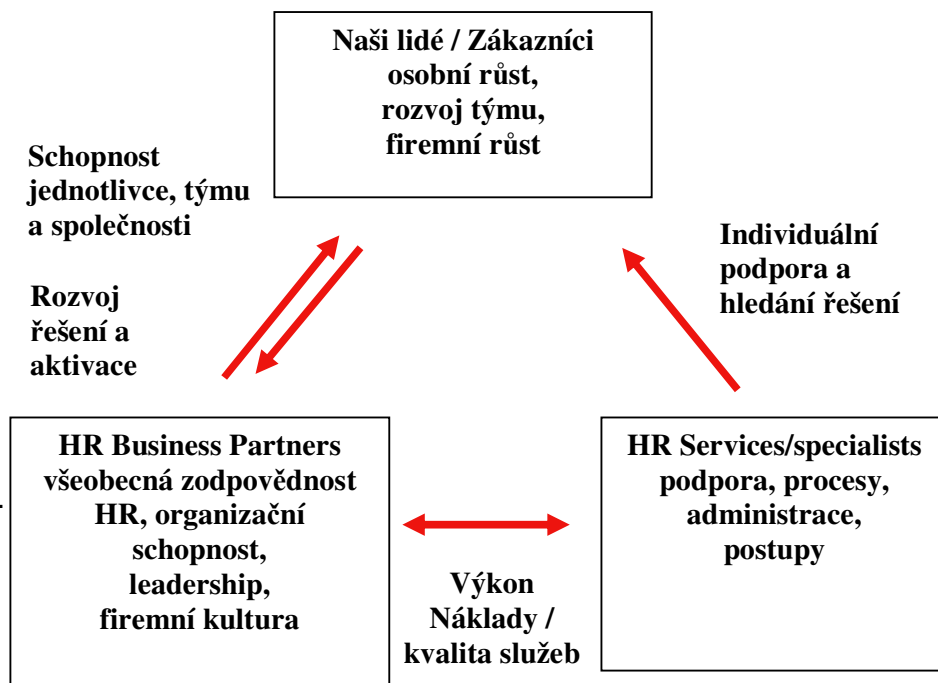 Naši lidé / Zákazníci
osobní růst,
rozvoj týmu,
firemní růst
Schopnost
jednotlivce, týmu
a společnosti
Rozvoj
řešení a
aktivace
Individuální
podpora a
hledání řešení
HR Business Partners
všeobecná zodpovědnost
HR, organizační
schopnost,
leadership,
firemní kultura
Výkon
Náklady /
kvalita služeb
HR Services/specialists
podpora, procesy,
administrace,
postupy